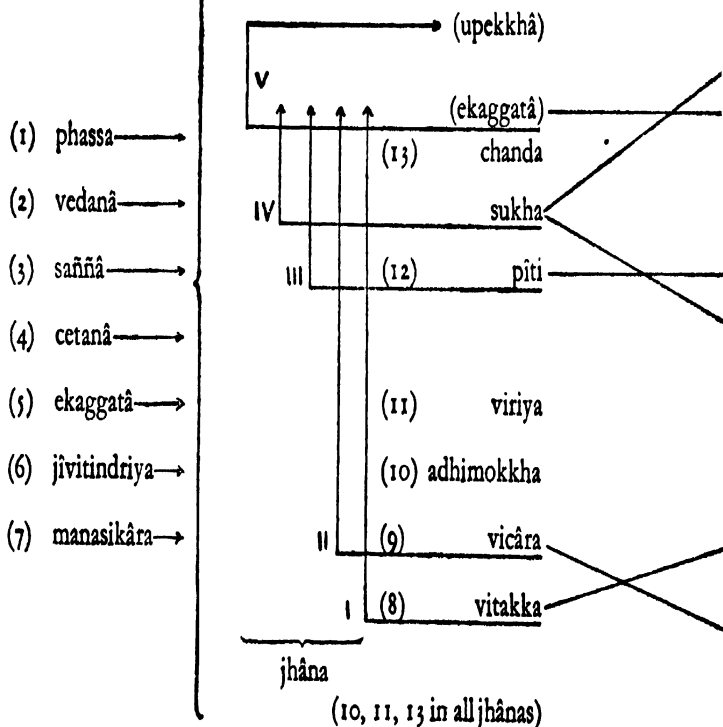 (upekkhâ)
V
(ekaggatâ)
(1) phassa
(13) chanda
(2) vedanâ
IV
sukha
(3) saññâ
III
(12) pîti
(4) cetanâ
(5) ekaggatâ
(11) viriya
(6) jîvitindriya
(10) adhimokkha
(7) manasikâra
II
(9) vicâra
I
(8) vitakka
jhâna
(10, 11, 13 in all jhânas)